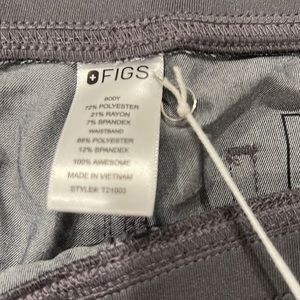 FIGS
BODY
72% POLYESTER
21% RAYON
7% SPANDEX
WAISTBAND
88% POLYESTER
12% SPANDEX
100% AWESOME
MADE IN VIETNAM
STYLE#: T21003